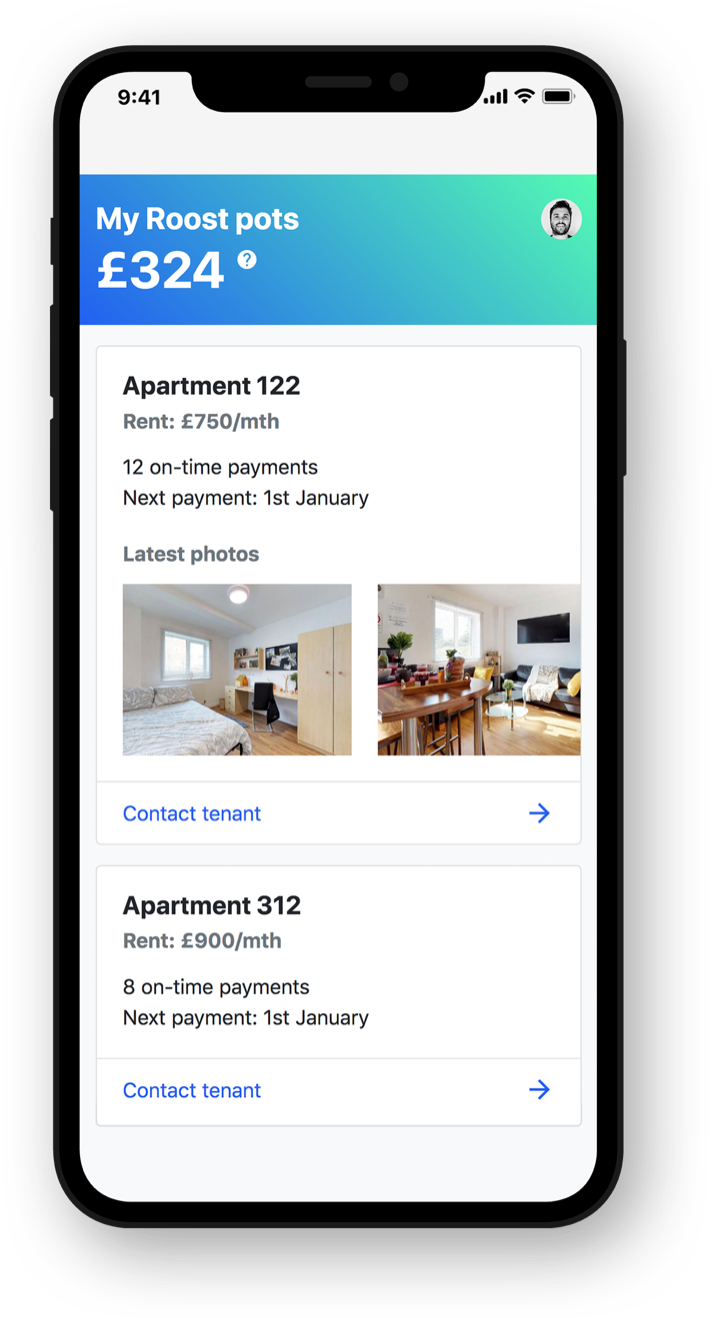 9:41
My Roost pots
£324 ?
Apartment 122
Rent: £750/mth
12 on-time payments
Next payment: 1st January
Latest photos
Contact tenant
Apartment 312
Rent: £900/mth
8 on-time payments
Next payment: 1st January
Contact tenant